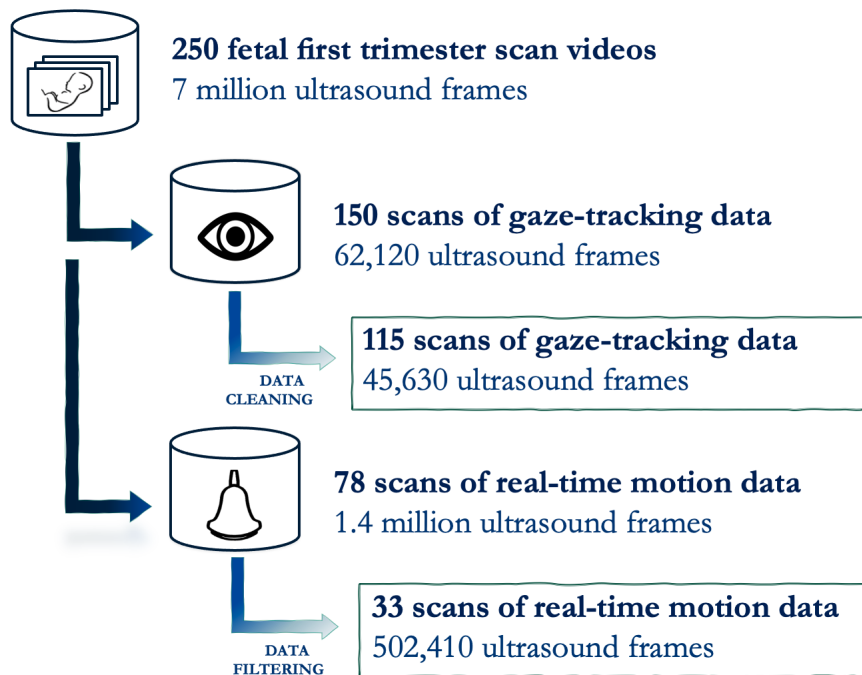 250 fetal first trimester scan videos
7 million ultrasound frames
150 scans of gaze-tracking data
62,120 ultrasound frames
115 scans of gaze-tracking data
45,630 ultrasound frames
DATA
CLEANING
78 scans of real-time motion data
1.4 million ultrasound frames
33 scans of real-time motion data
502,410 ultrasound frames
DATA
FILTERING